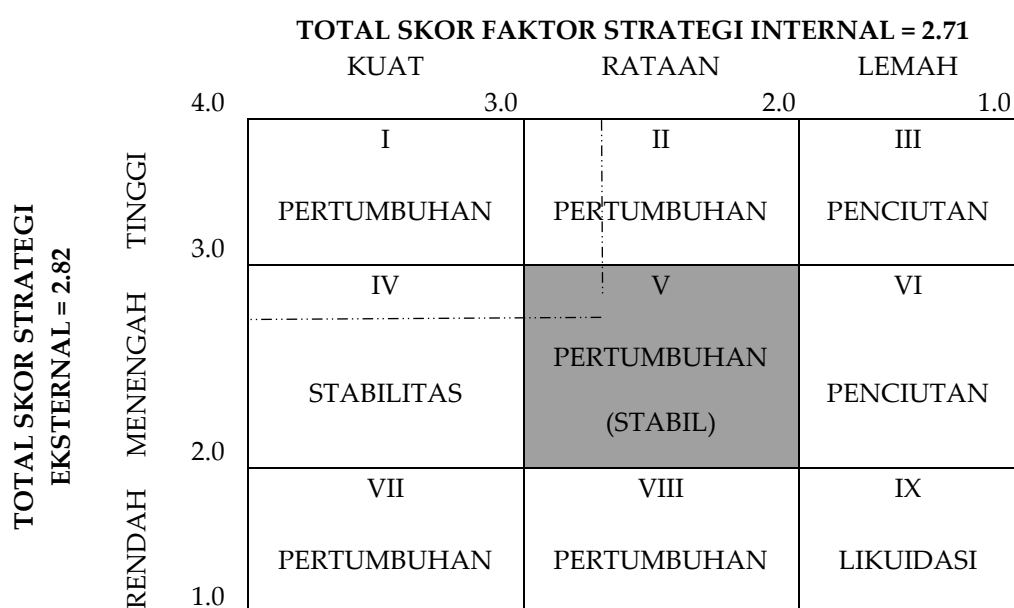 TOTAL SKOR FAKTOR STRATEGI INTERNAL = 2.71
KUAT RATAAN LEMAH
4.0 3.0 2.0 1.0
TOTAL SKOR STRATEGI
EKSTERNAL = 2.82
TINGGI
I II III
PERTUMBUHAN PERTUMBUHAN PENCIUTAN
3.0
MENENGAH
IV V VI
PERTUMBUHAN
STABILITAS PENCIUTAN
(STABIL)
2.0
RENDAH
VII VIII IX
PERTUMBUHAN PERTUMBUHAN LIKUIDASI
1.0